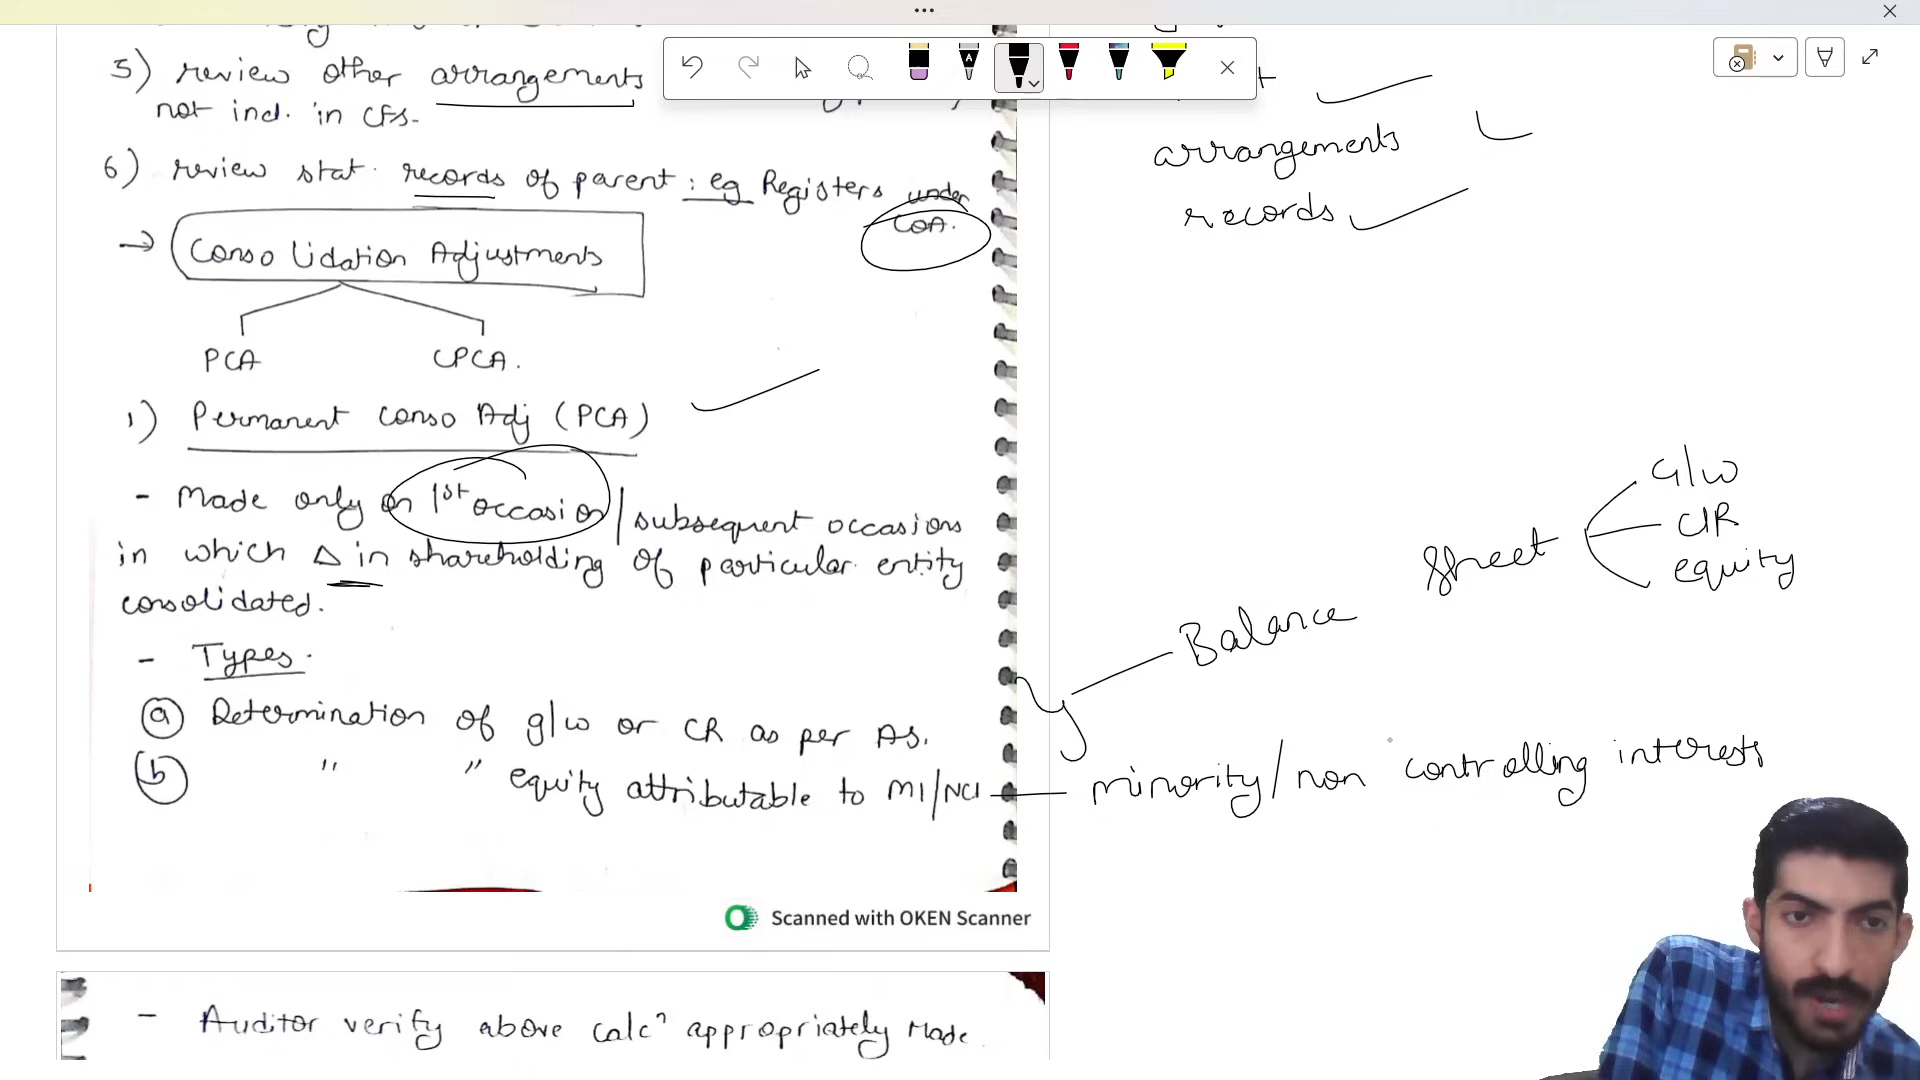 5) review other arrangements
not incl. in CFS.
6) review stat. records of parent : eg Registers under
COA.
→ Consolidation Adjustments
PCA
CPCA.
1) Permanent Conso Adj (PCA)
- Made only on 1st occasion / subsequent occasions
in which Δ in shareholding of particular entity
consolidated.
- Types.
(a) Determination of g/w or CR as per AS.
(b) " " equity attributable to MI/NCI
Scanned with OKEN Scanner
- Auditor verify above calcⁿ appropriately made.
arrangements
records
Balance Sheet
G/W
C/R
equity
minority/non controlling interests